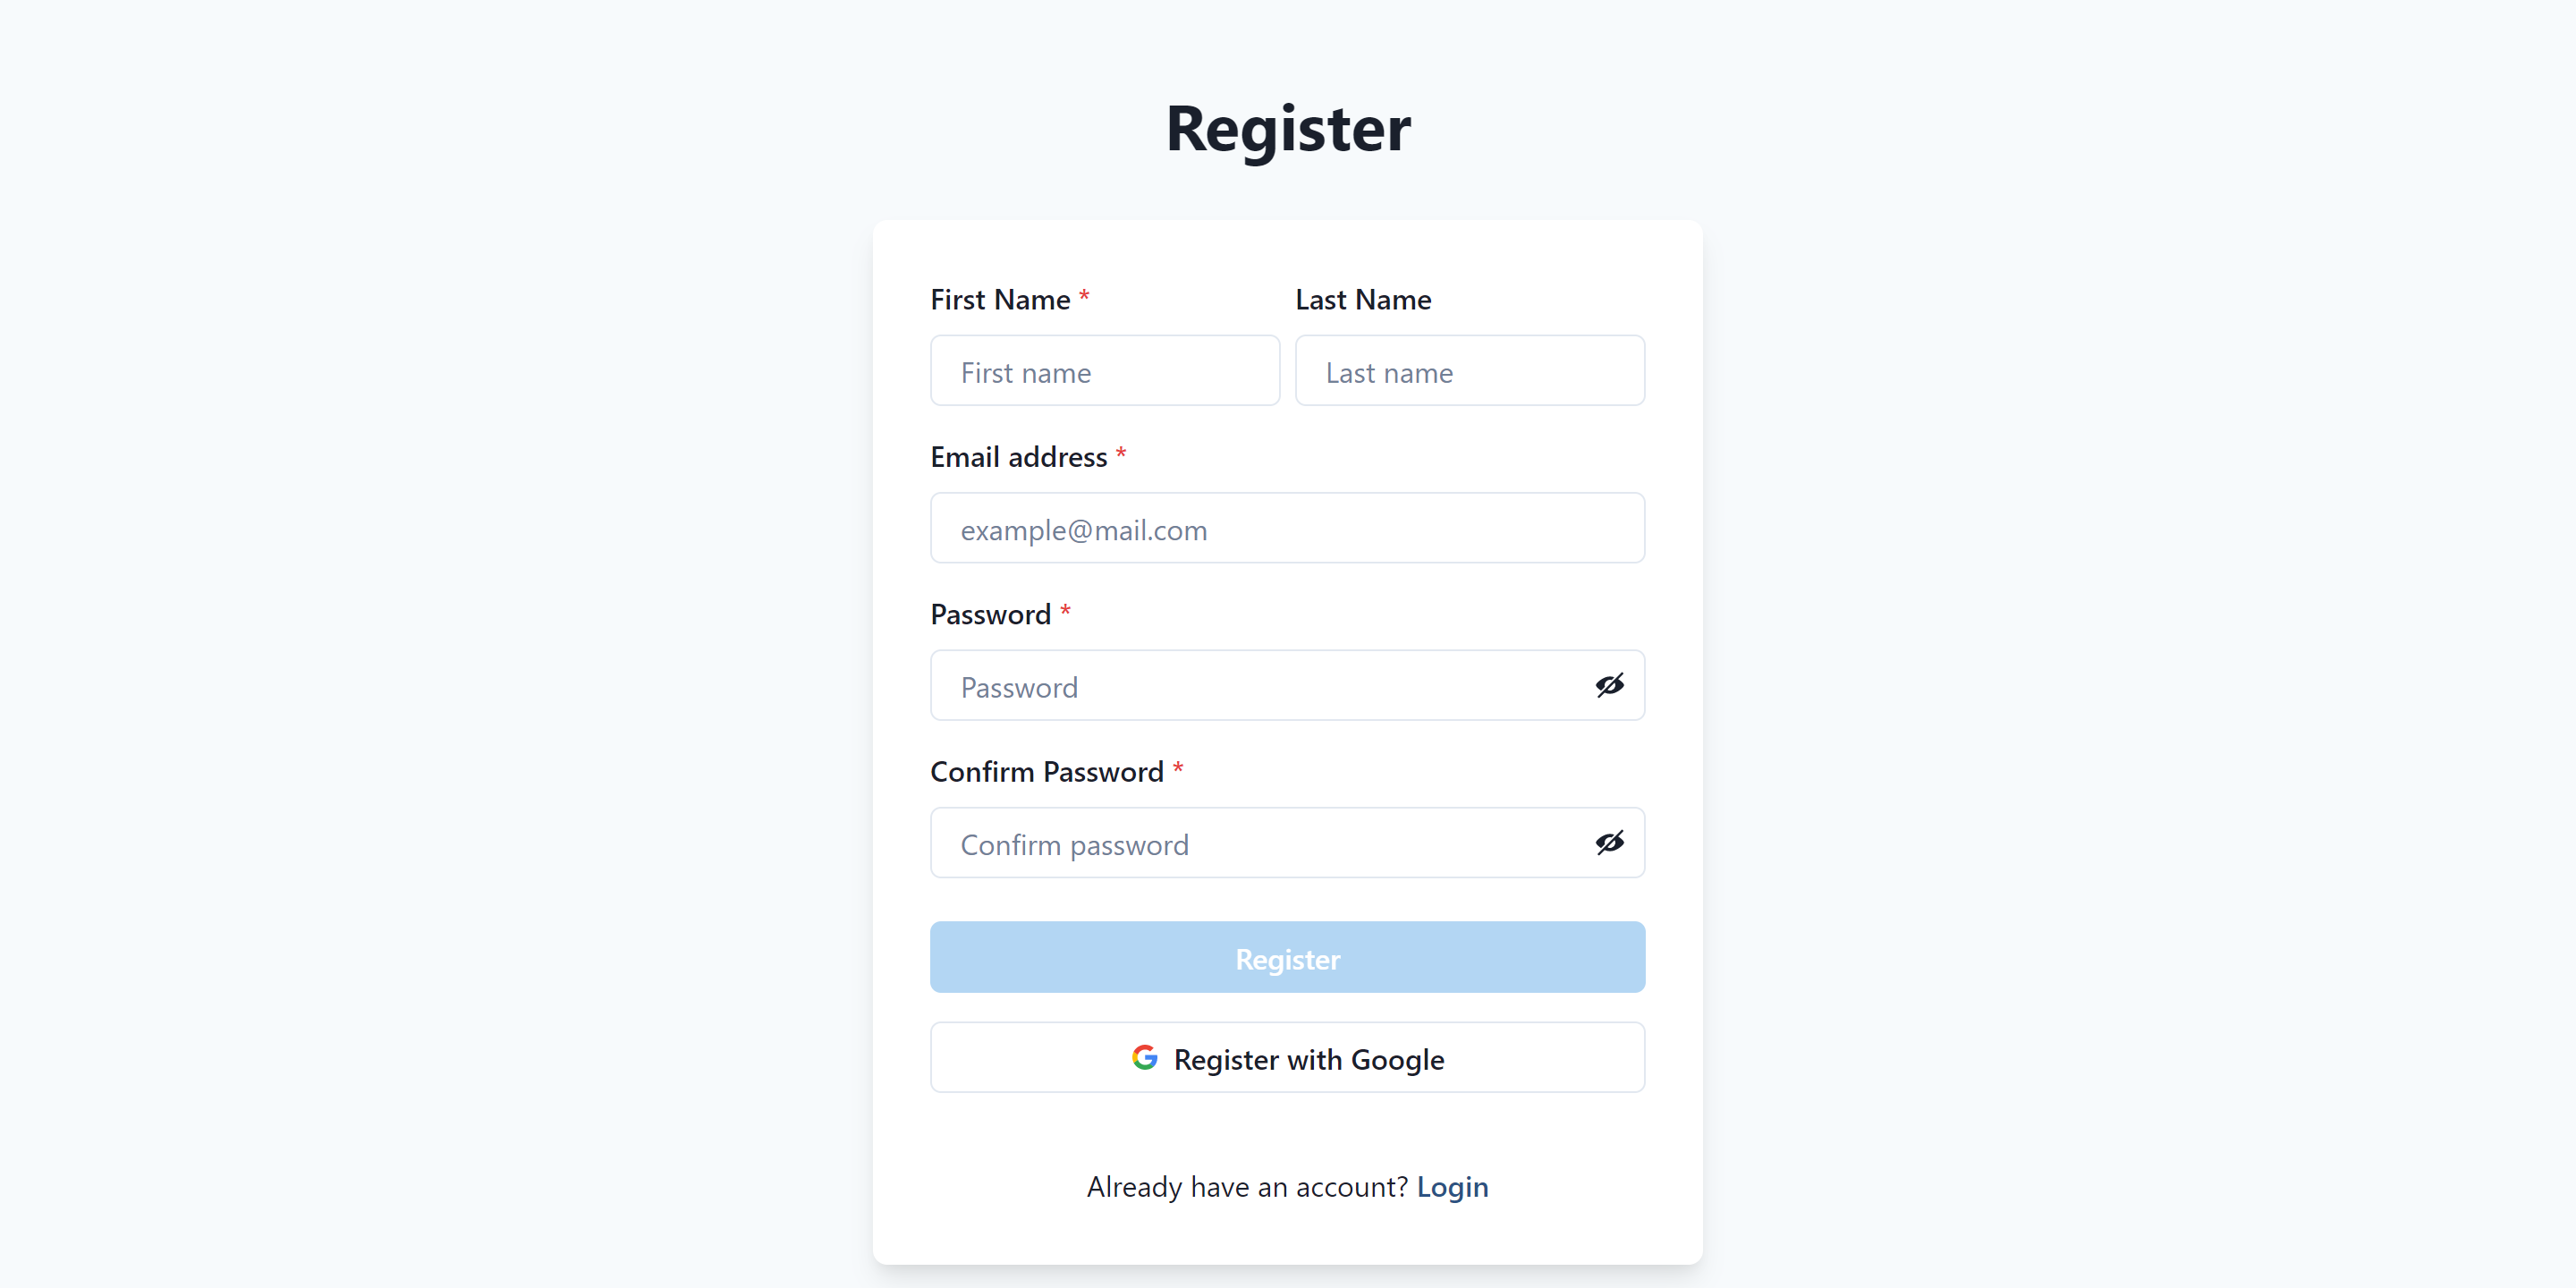 Register
First Name * Last Name
First name Last name
Email address *
example@mail.com
Password *
Password
Confirm Password *
Confirm password
Register
Register with Google
Already have an account? Login